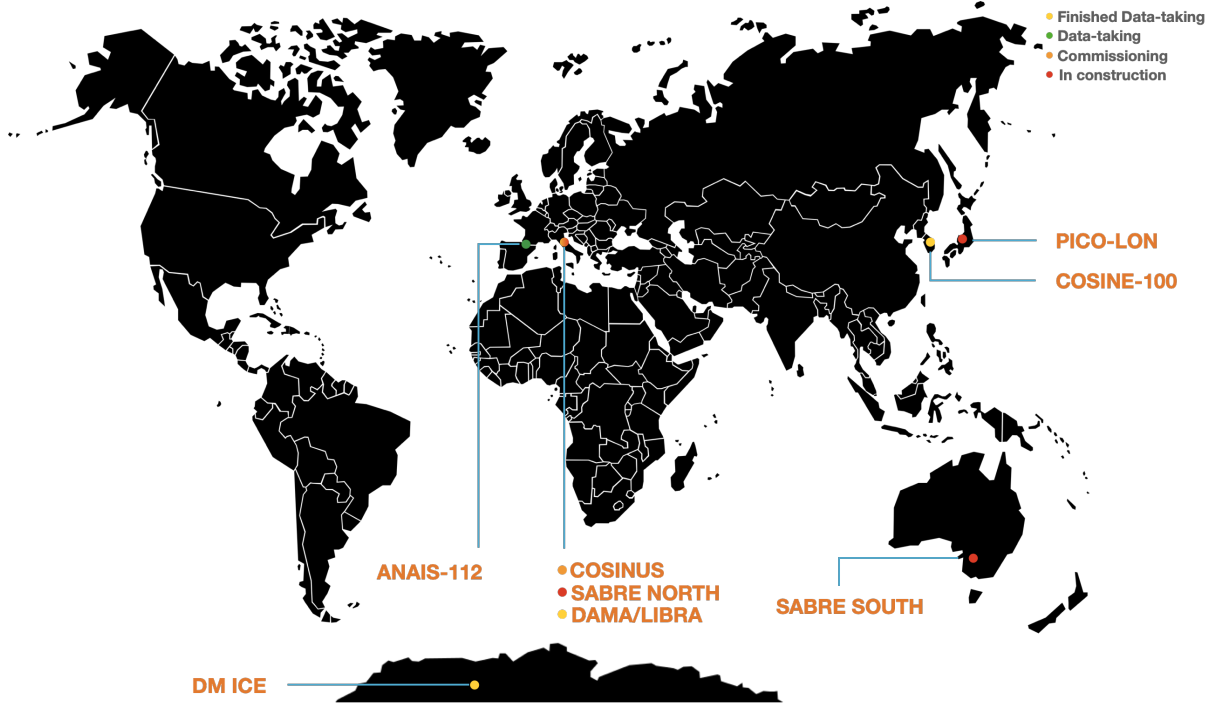 Finished Data-taking
Data-taking
Commissioning
In construction
PICO-LON
COSINE-100
ANAIS-112
COSINUS
SABRE NORTH
DAMA/LIBRA
SABRE SOUTH
DM ICE